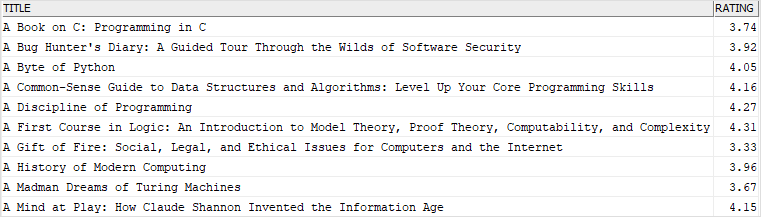 TITLE RATING
A Book on C: Programming in C 3.74
A Bug Hunter's Diary: A Guided Tour Through the Wilds of Software Security 3.92
A Byte of Python 4.05
A Common-Sense Guide to Data Structures and Algorithms: Level Up Your Core Programming Skills 4.16
A Discipline of Programming 4.27
A First Course in Logic: An Introduction to Model Theory, Proof Theory, Computability, and Complexity 4.31
A Gift of Fire: Social, Legal, and Ethical Issues for Computers and the Internet 3.33
A History of Modern Computing 3.96
A Madman Dreams of Turing Machines 3.67
A Mind at Play: How Claude Shannon Invented the Information Age 4.15